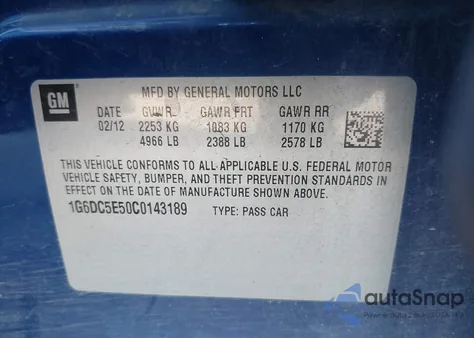 GM
MFD BY GENERAL MOTORS LLC
DATE GVWR GAWR FRT GAWR RR
02/12 2253 KG 1083 KG 1170 KG
4966 LB 2388 LB 2578 LB
THIS VEHICLE CONFORMS TO ALL APPLICABLE U.S. FEDERAL MOTOR
VEHICLE SAFETY, BUMPER, AND THEFT PREVENTION STANDARDS IN
EFFECT ON THE DATE OF MANUFACTURE SHOWN ABOVE.
1G6DC5E50C0143189 TYPE: PASS CAR
autoSnap